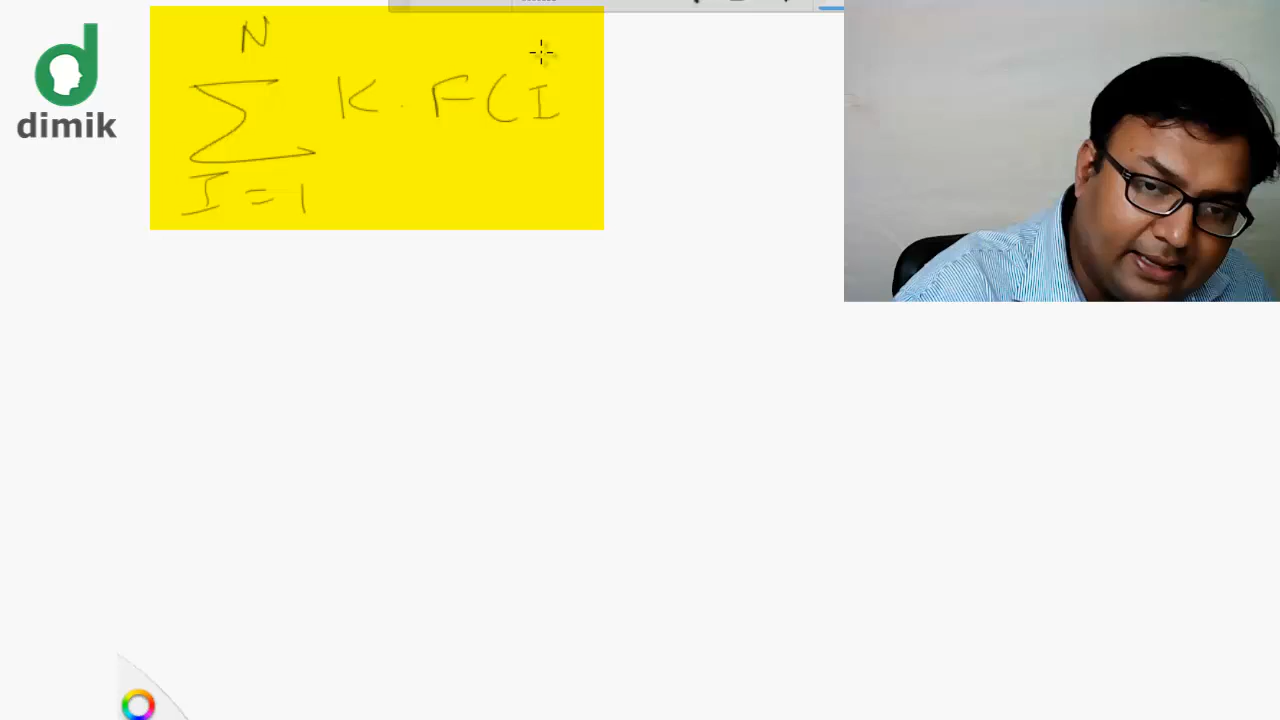 dimik
N
∑ K . F(I
I = 1